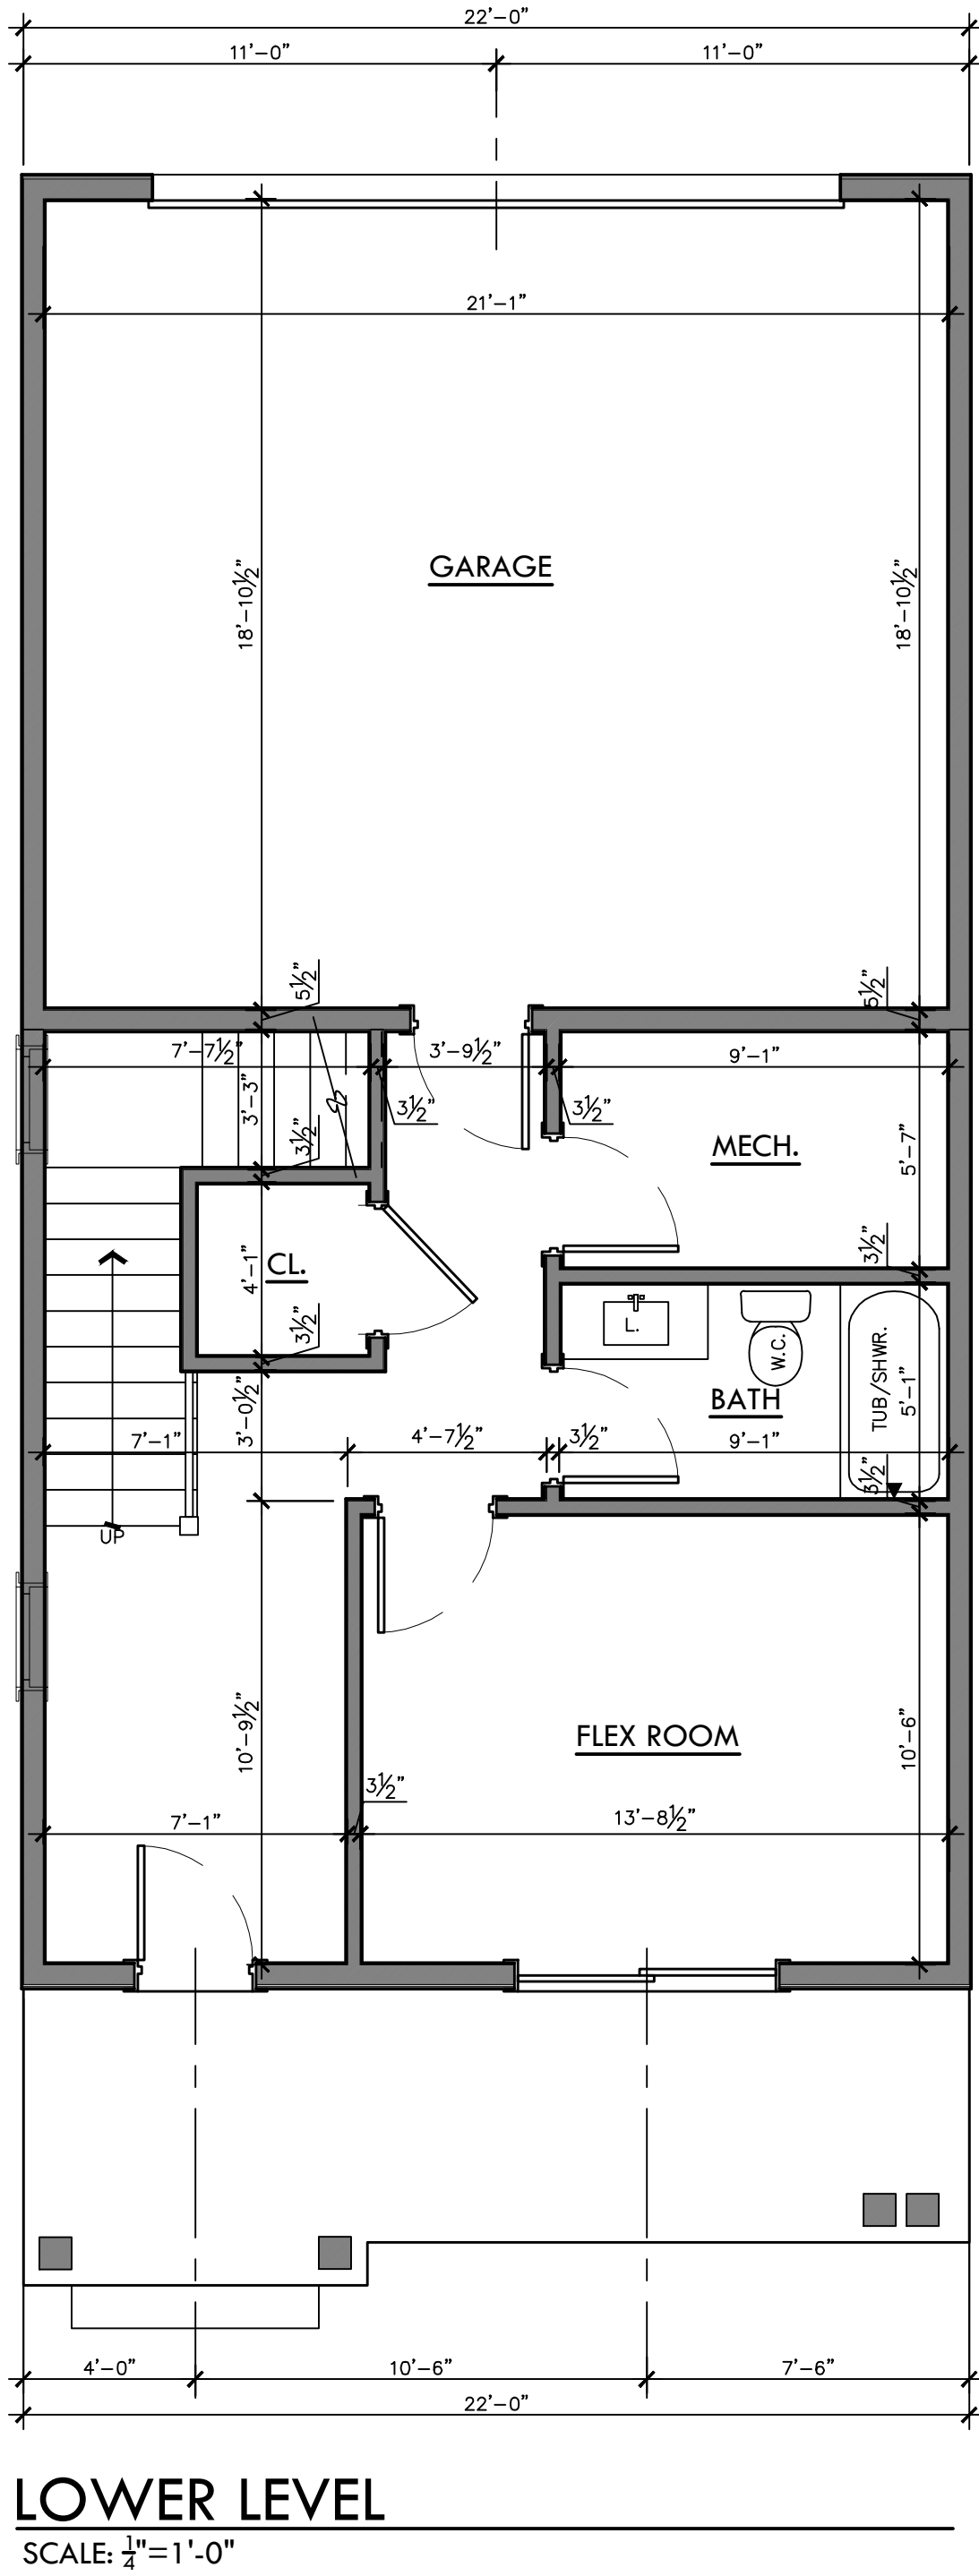 22'-0"
11'-0" 11'-0"
21'-1"
GARAGE
18'-10½" 18'-10½"
5½" 5½"
7'-7½" 3'-9½" 9'-1"
3'-3" 3½" 3½"
3½"
MECH.
5'-7"
3½"
CL.
4'-1"
3½"
L.
W.C.
TUB/SHWR.
BATH
5'-1"
3'-0½"
7'-1" 4'-7½" 3½" 9'-1"
3½"
UP
10'-9½"
FLEX ROOM
10'-6"
3½"
7'-1" 13'-8½"
4'-0" 10'-6" 7'-6"
22'-0"
LOWER LEVEL
SCALE: ¼"=1'-0"